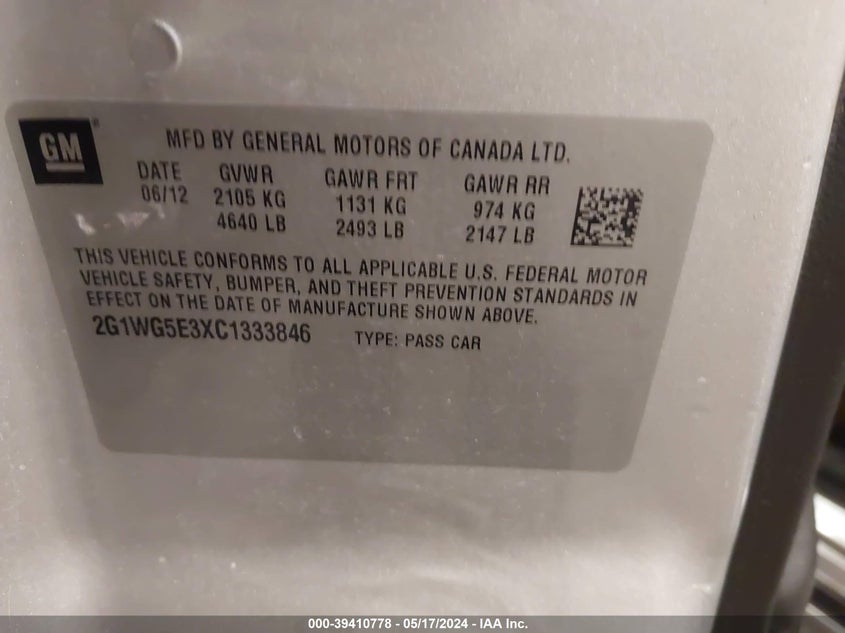 GM®
MFD BY GENERAL MOTORS OF CANADA LTD.
DATE GVWR GAWR FRT GAWR RR
06/12 2105 KG 1131 KG 974 KG
4640 LB 2493 LB 2147 LB
THIS VEHICLE CONFORMS TO ALL APPLICABLE U.S. FEDERAL MOTOR
VEHICLE SAFETY, BUMPER, AND THEFT PREVENTION STANDARDS IN
EFFECT ON THE DATE OF MANUFACTURE SHOWN ABOVE.
2G1WG5E3XC1333846 TYPE: PASS CAR
000-39410778 - 05/17/2024 - IAA Inc.